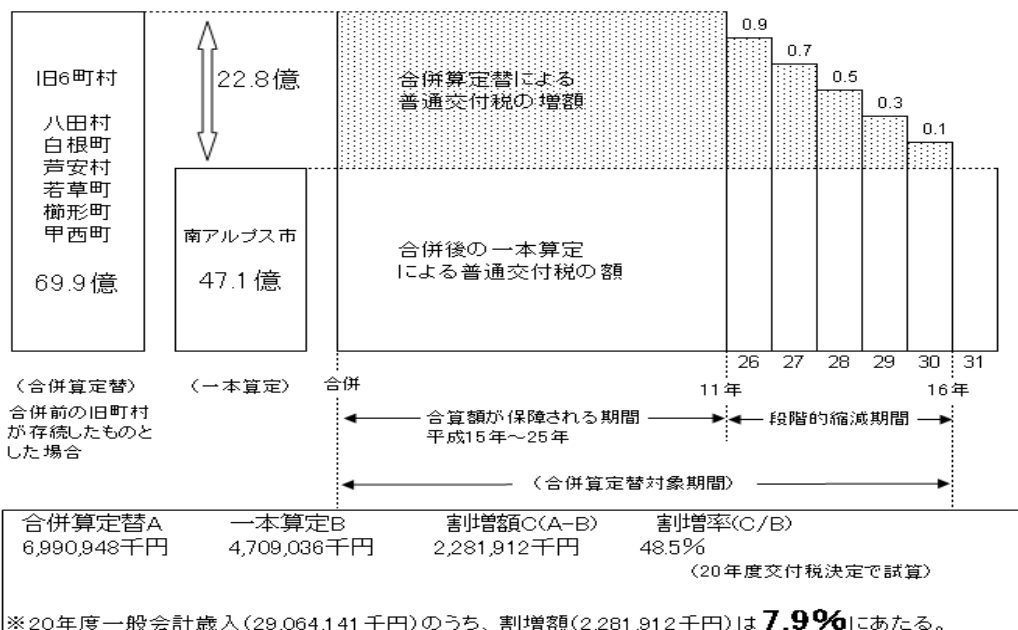 旧6町村
八田村
白根町
芦安村
若草町
櫛形町
甲西町
69.9億
22.8億
南アルプス市
47.1億
合併算定替による
普通交付税の増額
合併後の一本算定
による普通交付税の額
0.9
0.7
0.5
0.3
0.1
26
27
28
29
30
31
（合併算定替）
合併前の旧町村
が存続したものと
した場合
（一本算定）
合併
11年
16年
合算額が保障される期間
平成15年～25年
段階的縮減期間
（合併算定替対象期間）
合併算定替A 一本算定B 割増額C(A-B) 割増率(C/B)
6,990,948千円 4,709,036千円 2,281,912千円 48.5%
（20年度交付税決定で試算）
※20年度一般会計歳入(29,064,141千円)のうち、割増額(2,281,912千円)は7.9%にあたる。